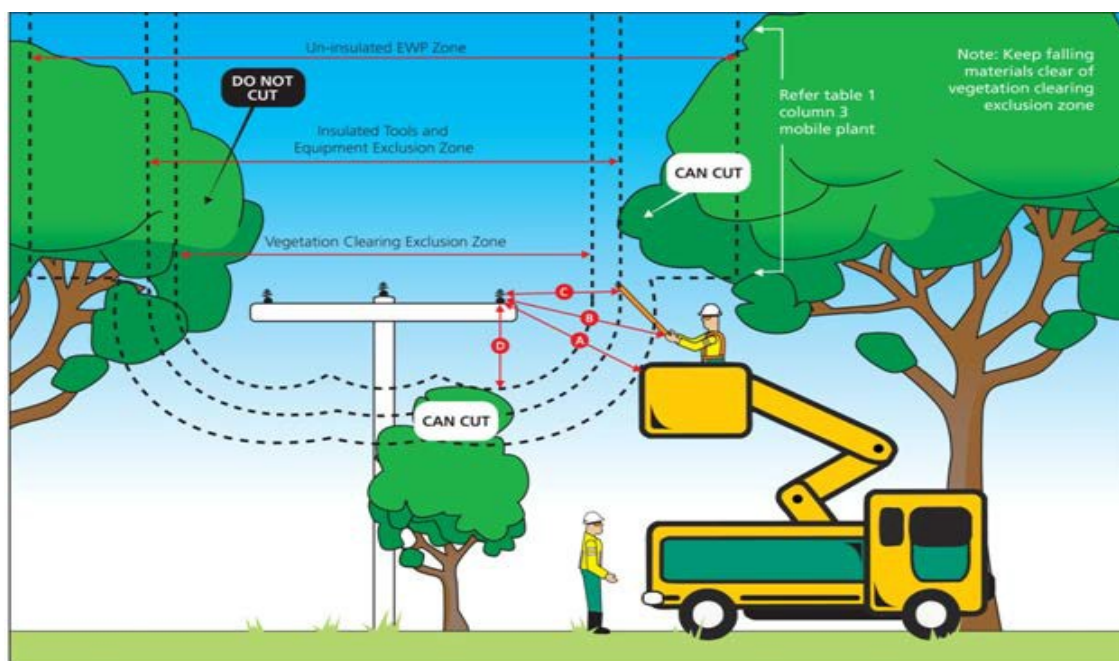 Un-insulated EWP Zone
DO NOT
CUT
Note: Keep falling
materials clear of
vegetation clearing
exclusion zone
Refer table 1
column 3
mobile plant
Insulated Tools and
Equipment Exclusion Zone
CAN CUT
Vegetation Clearing Exclusion Zone
C
B
A
D
CAN CUT